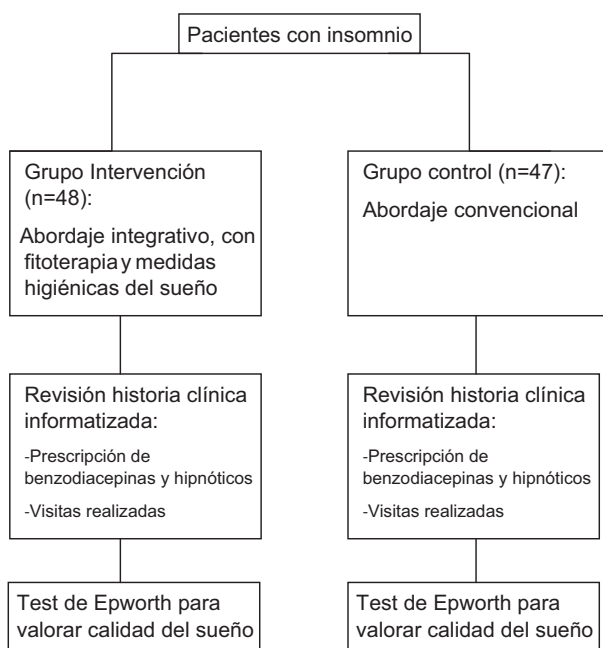 Pacientes con insomnio
Grupo Intervención
(n=48):
Abordaje integrativo, con
fitoterapia y medidas
higiénicas del sueño
Grupo control (n=47):
Abordaje convencional
Revisión historia clínica
informatizada:
-Prescripción de
benzodiacepinas y hipnóticos
-Visitas realizadas
Revisión historia clínica
informatizada:
-Prescripción de
benzodiacepinas y hipnóticos
-Visitas realizadas
Test de Epworth para
valorar calidad del sueño
Test de Epworth para
valorar calidad del sueño